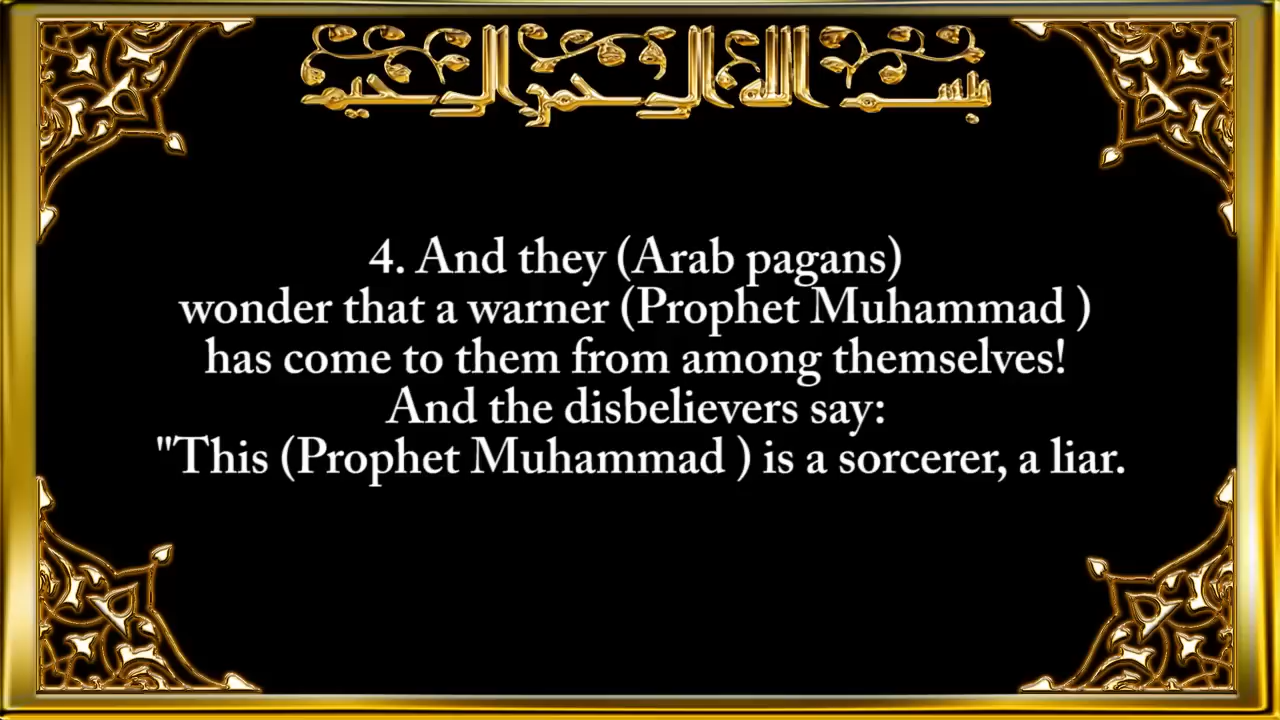 بسم الله الرحمن الرحيم
4. And they (Arab pagans)
wonder that a warner (Prophet Muhammad )
has come to them from among themselves!
And the disbelievers say:
"This (Prophet Muhammad ) is a sorcerer, a liar.